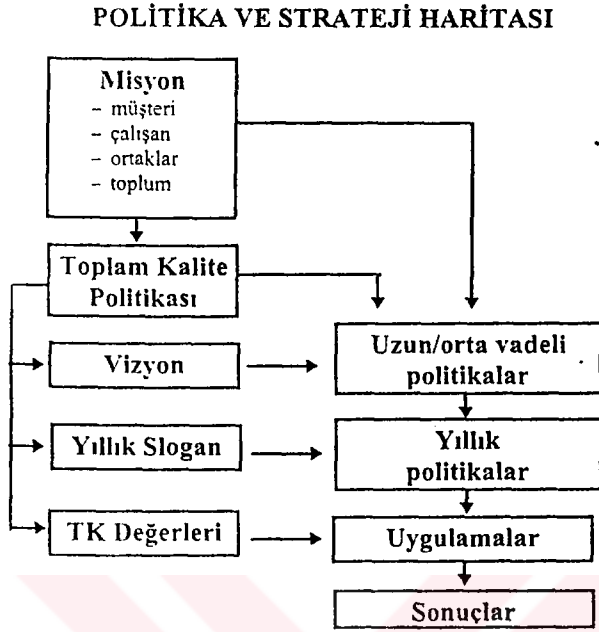 POLİTİKA VE STRATEJİ HARİTASI
Misyon
– müşteri
– çalışan
– ortaklar
– toplum
Toplam Kalite
Politikası
Vizyon
Yıllık Slogan
TK Değerleri
Uzun/orta vadeli
politikalar
Yıllık
politikalar
Uygulamalar
Sonuçlar